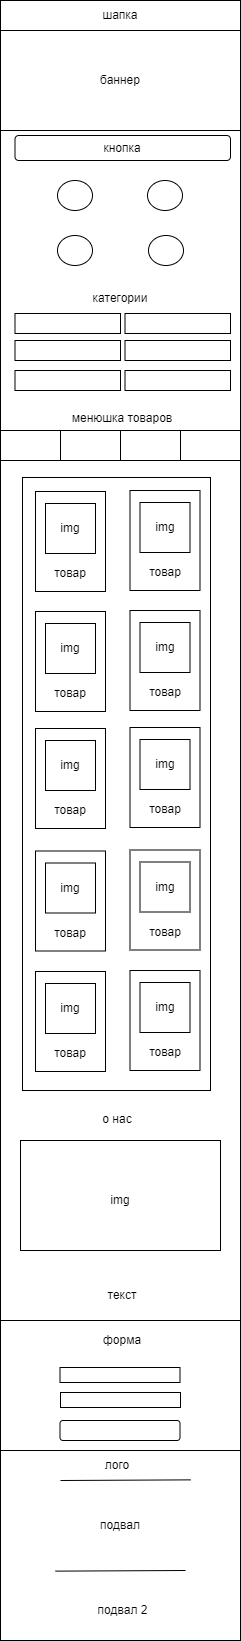 шапка
баннер
кнопка
категории
менюшка товаров
img
img
товар
товар
img
img
товар
товар
img
img
товар
товар
img
img
товар
товар
img
img
товар
товар
о нас
img
текст
форма
лого
подвал
подвал 2